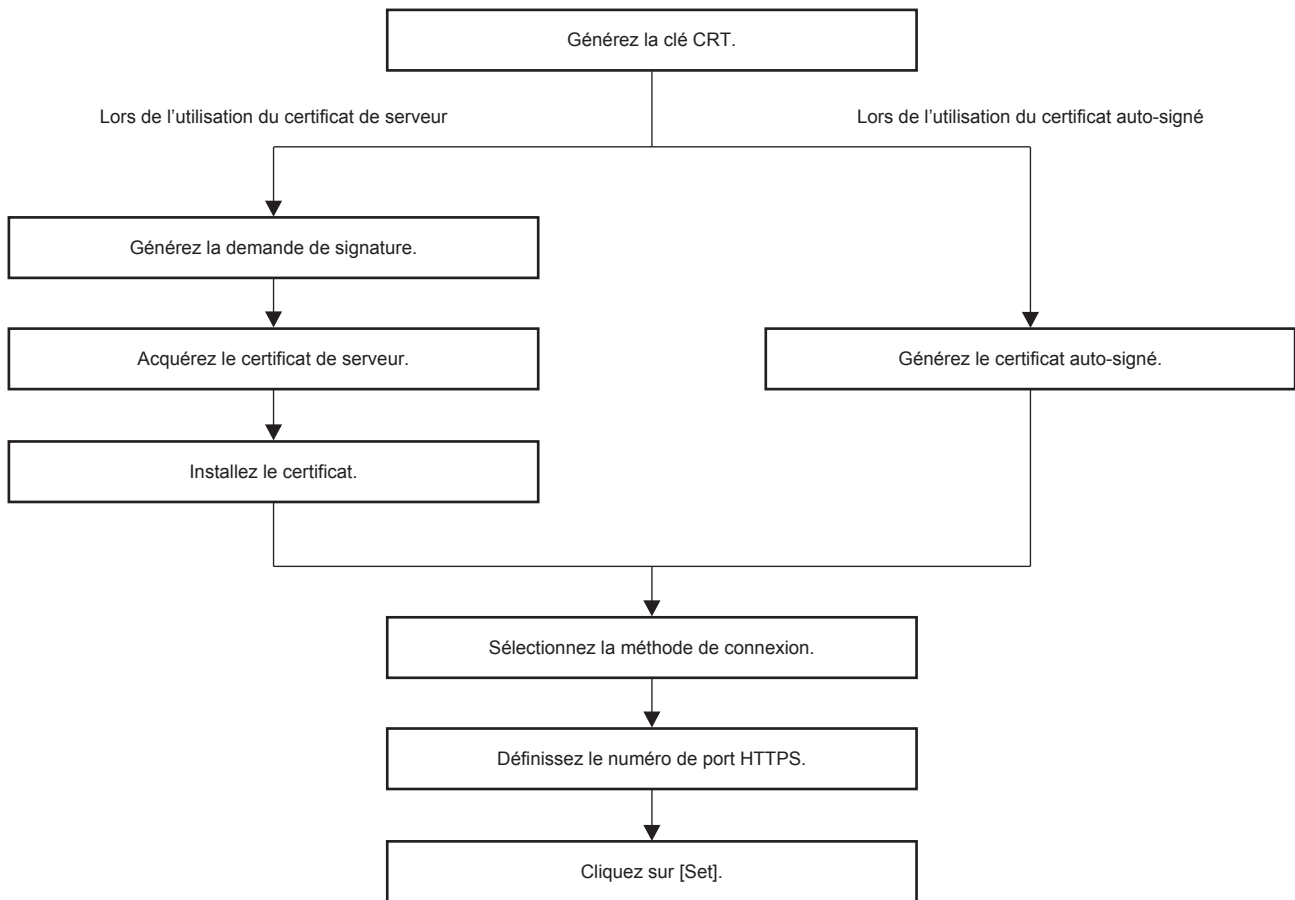 Générez la clé CRT.
Lors de l'utilisation du certificat de serveur
Lors de l'utilisation du certificat auto-signé
Générez la demande de signature.
Acquérez le certificat de serveur.
Générez le certificat auto-signé.
Installez le certificat.
Sélectionnez la méthode de connexion.
Définissez le numéro de port HTTPS.
Cliquez sur [Set].